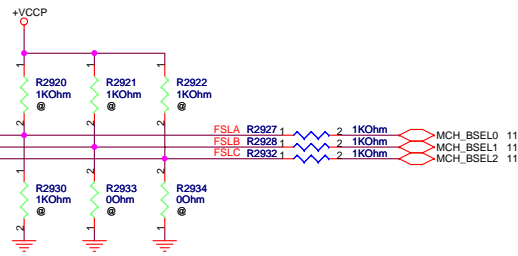 +VCCP
1 1 1
R2920 R2921 R2922
1KOhm 1KOhm 1KOhm
@ @ @
2 2 2
FSLA R2927 1 2 1KOhm MCH_BSEL0 11
FSLB R2928 1 2 1KOhm MCH_BSEL1 11
FSLC R2932 1 2 1KOhm MCH_BSEL2 11
1 2 2
R2930 R2933 R2934
1KOhm 0Ohm 0Ohm
@ @ @
2 1 1